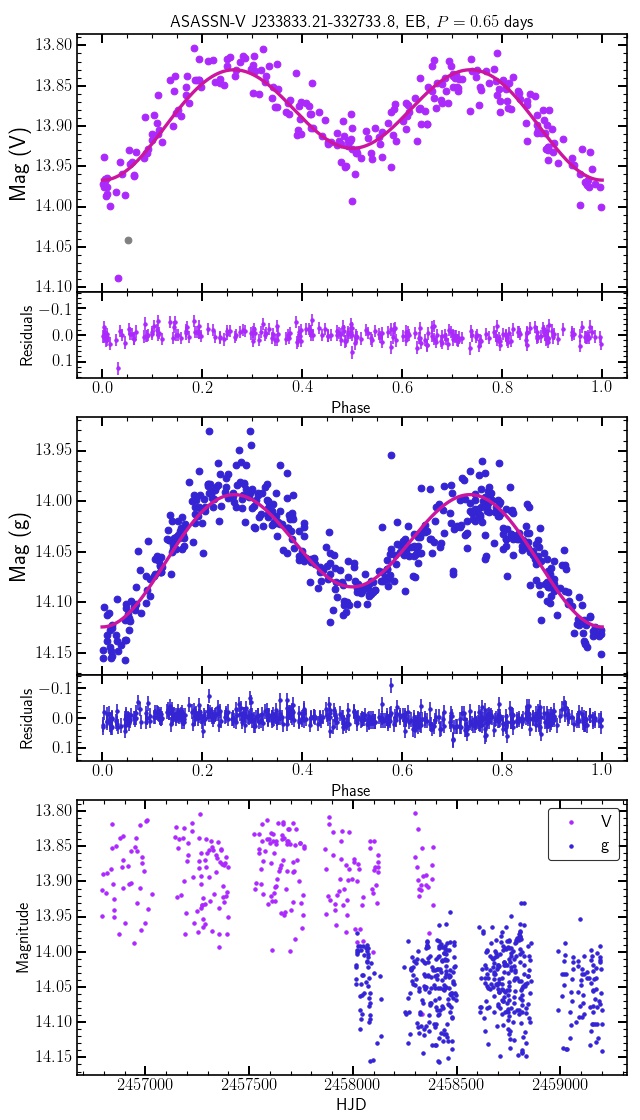 ASASSN-V J233833.21-332733.8, EB, P = 0.65 days
13.80
13.85
13.90
13.95
14.00
14.05
14.10
Mag (V)
−0.1
0.0
0.1
Residuals
0.0 0.2 0.4 0.6 0.8 1.0
Phase
13.95
14.00
14.05
14.10
14.15
Mag (g)
−0.1
0.0
0.1
Residuals
0.0 0.2 0.4 0.6 0.8 1.0
Phase
13.80
13.85
13.90
13.95
14.00
14.05
14.10
14.15
Magnitude
V
g
2457000 2457500 2458000 2458500 2459000
HJD